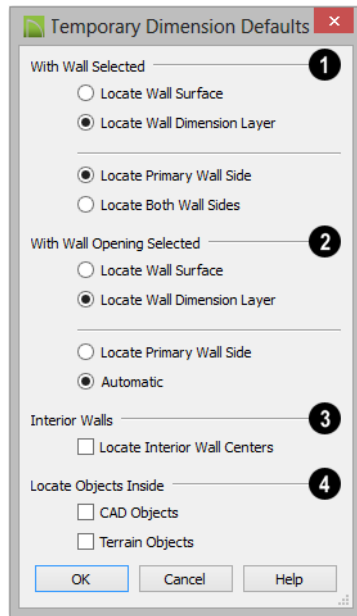 Temporary Dimension Defaults ×
With Wall Selected 1
Locate Wall Surface
Locate Wall Dimension Layer
Locate Primary Wall Side
Locate Both Wall Sides
With Wall Opening Selected 2
Locate Wall Surface
Locate Wall Dimension Layer
Locate Primary Wall Side
Automatic
Interior Walls 3
Locate Interior Wall Centers
Locate Objects Inside 4
CAD Objects
Terrain Objects
OK Cancel Help